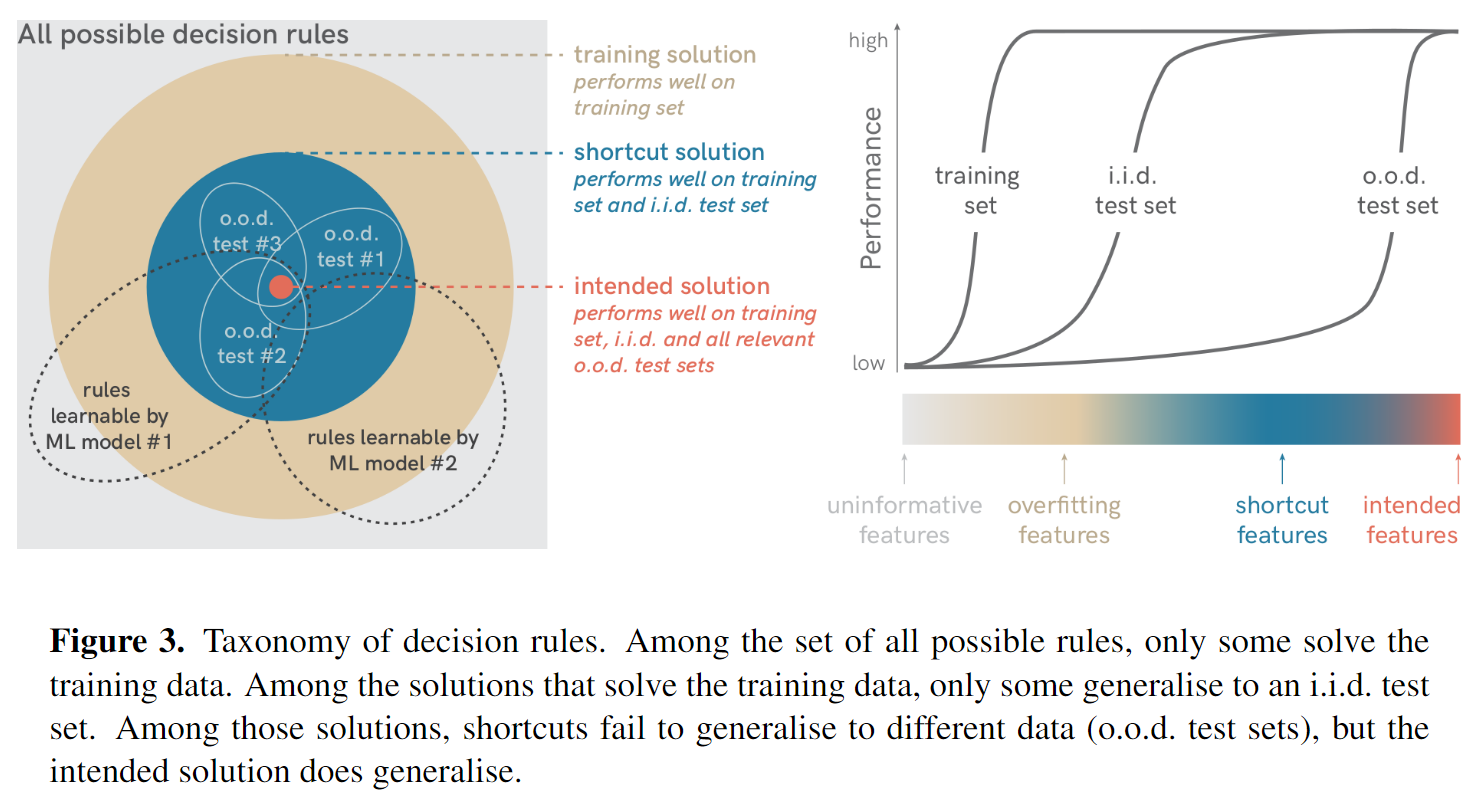 All possible decision rules
training solution
performs well on
training set
shortcut solution
performs well on training
set and i.i.d. test set
intended solution
performs well on training
set, i.i.d. and all relevant
o.o.d. test sets
o.o.d.
test #3
o.o.d.
test #1
o.o.d.
test #2
rules
learnable by
ML model #1
rules learnable by
ML model #2
high
Performance
low
training
set
i.i.d.
test set
o.o.d.
test set
uninformative
features
overfitting
features
shortcut
features
intended
features
Figure 3. Taxonomy of decision rules. Among the set of all possible rules, only some solve the
training data. Among the solutions that solve the training data, only some generalise to an i.i.d. test
set. Among those solutions, shortcuts fail to generalise to different data (o.o.d. test sets), but the
intended solution does generalise.